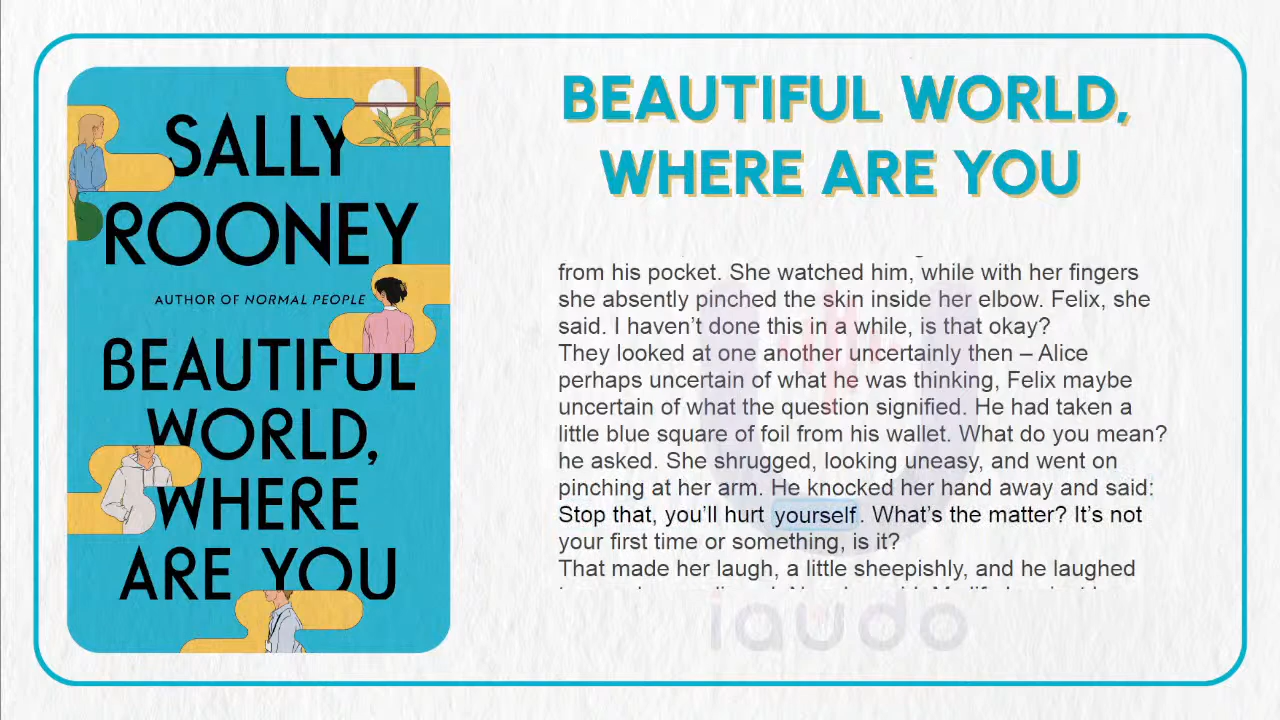 SALLY
ROONEY
AUTHOR OF NORMAL PEOPLE
BEAUTIFUL
WORLD,
WHERE
ARE YOU
BEAUTIFUL WORLD,
WHERE ARE YOU
from his pocket. She watched him, while with her fingers
she absently pinched the skin inside her elbow. Felix, she
said. I haven’t done this in a while, is that okay?
They looked at one another uncertainly then – Alice
perhaps uncertain of what he was thinking, Felix maybe
uncertain of what the question signified. He had taken a
little blue square of foil from his wallet. What do you mean?
he asked. She shrugged, looking uneasy, and went on
pinching at her arm. He knocked her hand away and said:
Stop that, you’ll hurt yourself. What’s the matter? It’s not
your first time or something, is it?
That made her laugh, a little sheepishly, and he laughed
iaudo